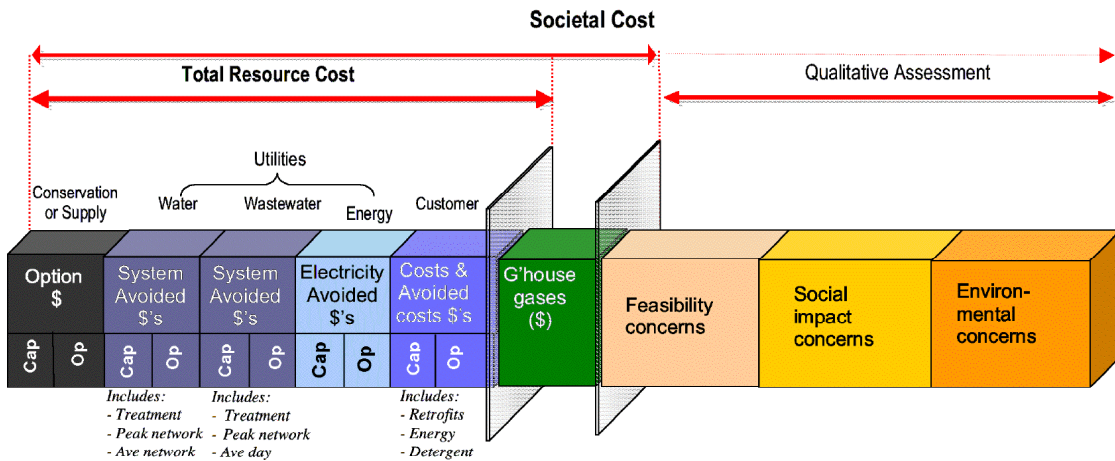 Societal Cost
Total Resource Cost
Qualitative Assessment
Utilities
Conservation
or Supply
Water
Wastewater
Energy
Customer
Option
$
System
Avoided
$'s
System
Avoided
$'s
Electricity
Avoided
$'s
Costs &
Avoided
costs $'s
G'house
gases
($)
Feasibility
concerns
Social
impact
concerns
Environ-
mental
concerns
Cap
Op
Cap
Op
Cap
Op
Cap
Op
Cap
Op
Includes:
- Treatment
- Peak network
- Ave network
Includes:
- Treatment
- Peak network
- Ave day
Includes:
- Retrofits
- Energy
- Detergent